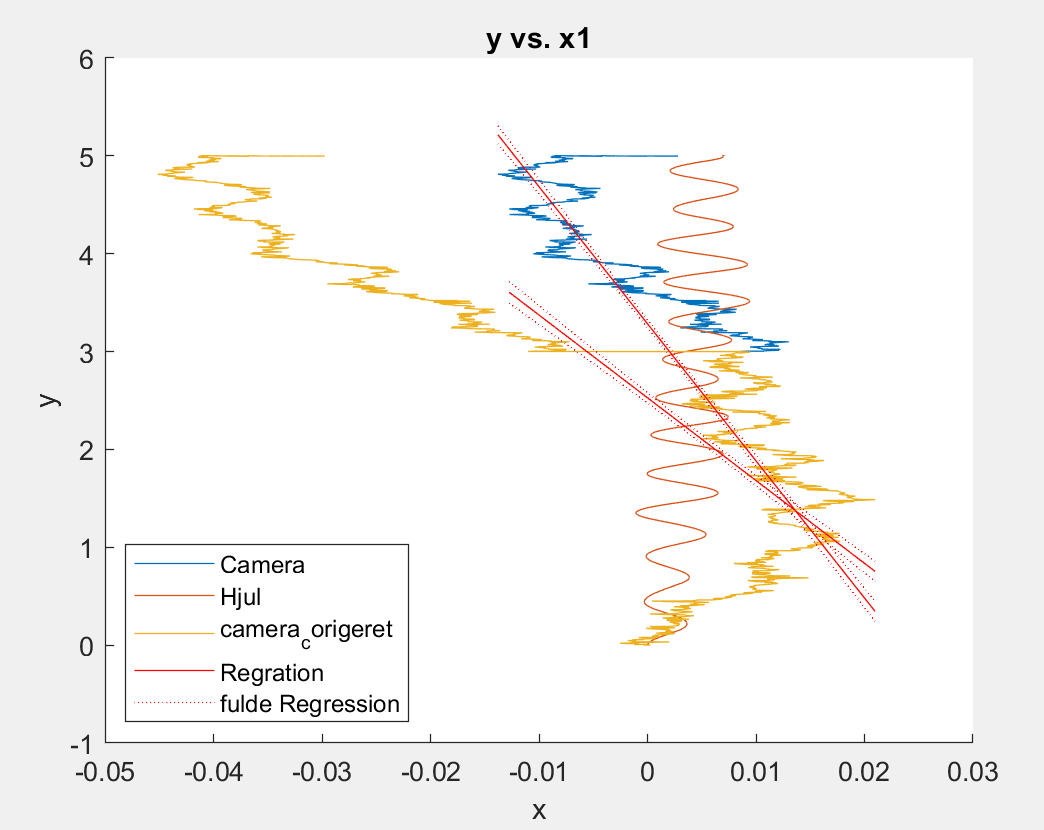 y vs. x1
6
5
4
3
2
1
0
-1
y
-0.05 -0.04 -0.03 -0.02 -0.01 0 0.01 0.02 0.03
x
Camera
Hjul
camera_corigeret
Regration
fulde Regression